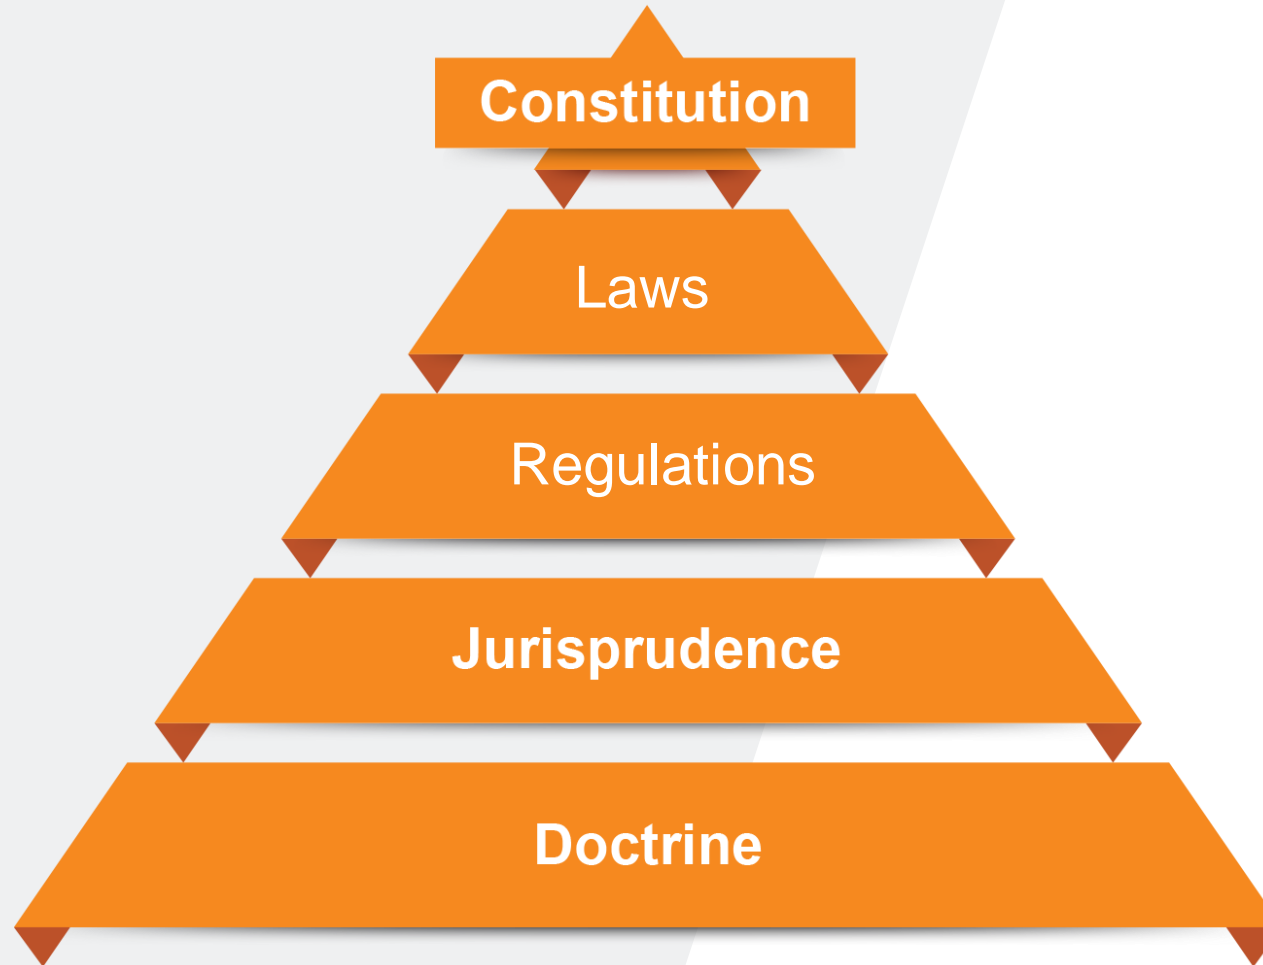 Constitution
Laws
Regulations
Jurisprudence
Doctrine